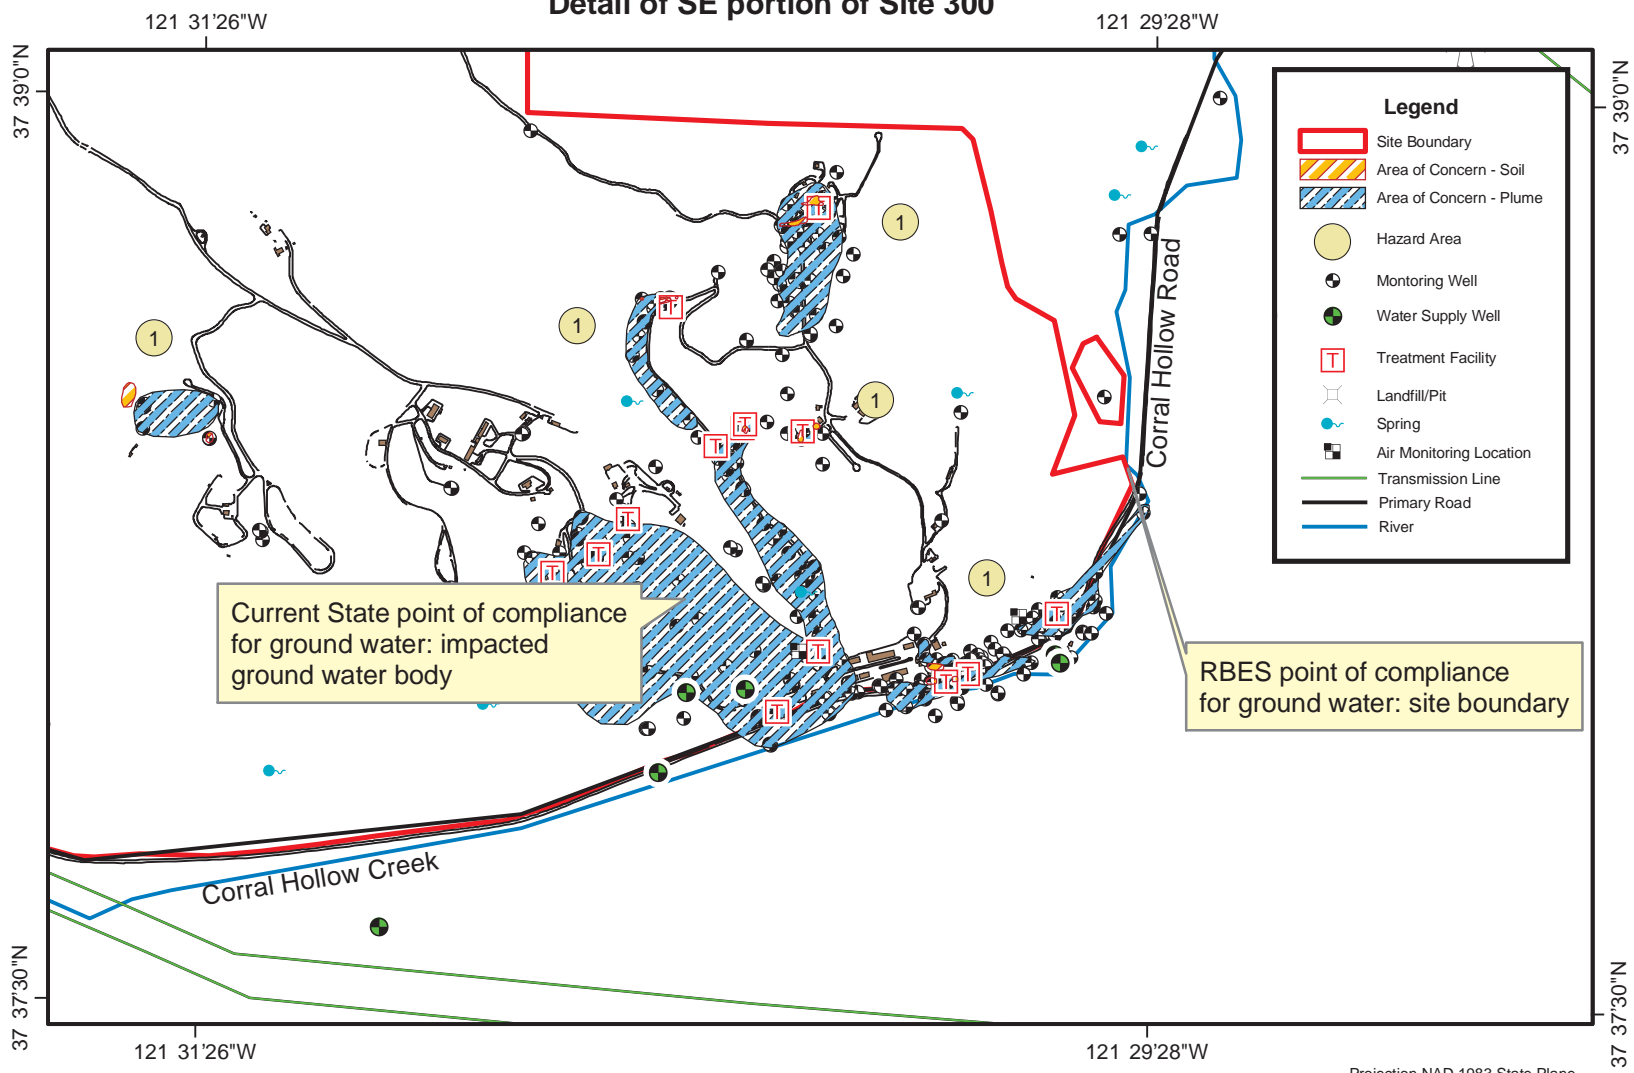 Detail of SE portion of Site 300
121 31'26"W
121 29'28"W
37 39'0"N
37 39'0"N
Legend
Site Boundary
Area of Concern - Soil
Area of Concern - Plume
Hazard Area
Montoring Well
Water Supply Well
T
Treatment Facility
Landfill/Pit
Spring
Air Monitoring Location
Transmission Line
Primary Road
River
1
1
1
1
1
T
T
T
T
T
T
T
T
T
T
T
T
T
Corral Hollow Road
Current State point of compliance
for ground water: impacted
ground water body
RBES point of compliance
for ground water: site boundary
Corral Hollow Creek
37 37'30"N
37 37'30"N
121 31'26"W
121 29'28"W